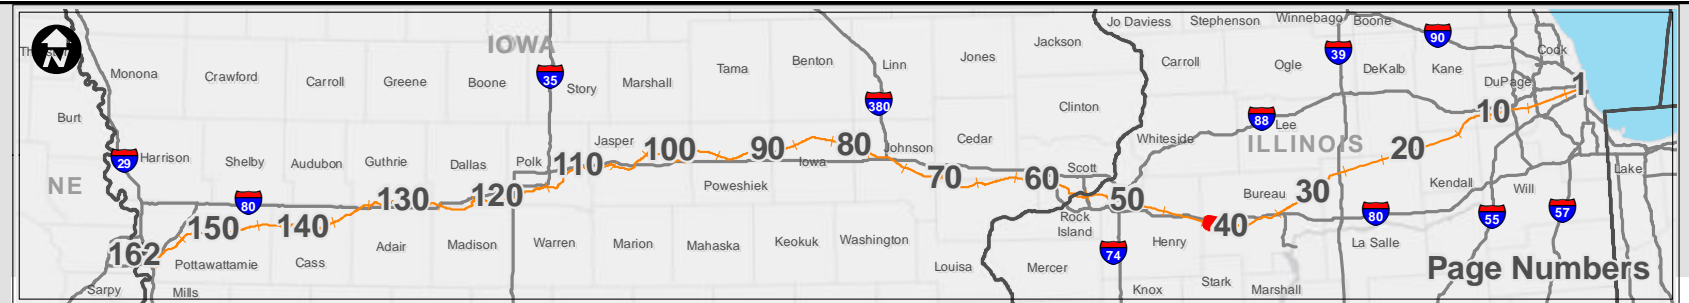 Jo Daviess Stephenson Winnebago Boone
IOWA
Th
N
Monona Crawford Carroll Greene Boone 35 Story Marshall Tama Benton Linn Jones Jackson Carroll Ogle 39 DeKalb 90 Kane Cook
DuPage
1
Burt 380 Clinton Whiteside 88 Lee 10
ILLINOIS
29 Harrison Shelby Audubon Guthrie Dallas Polk 110 Jasper 100 90 Iowa 80 Johnson Cedar Scott 20
NE
80 130 120 Poweshiek 70 60 50 Bureau 30 Kendall Will Lake
162 150 140 Adair Madison Warren Marion Mahaska Keokuk Washington Rock
Island 74 Henry 40 80 La Salle 55 57
Pottawattamie Cass Louisa Mercer Stark
Page Numbers
Sarpy Mills Knox Marshall